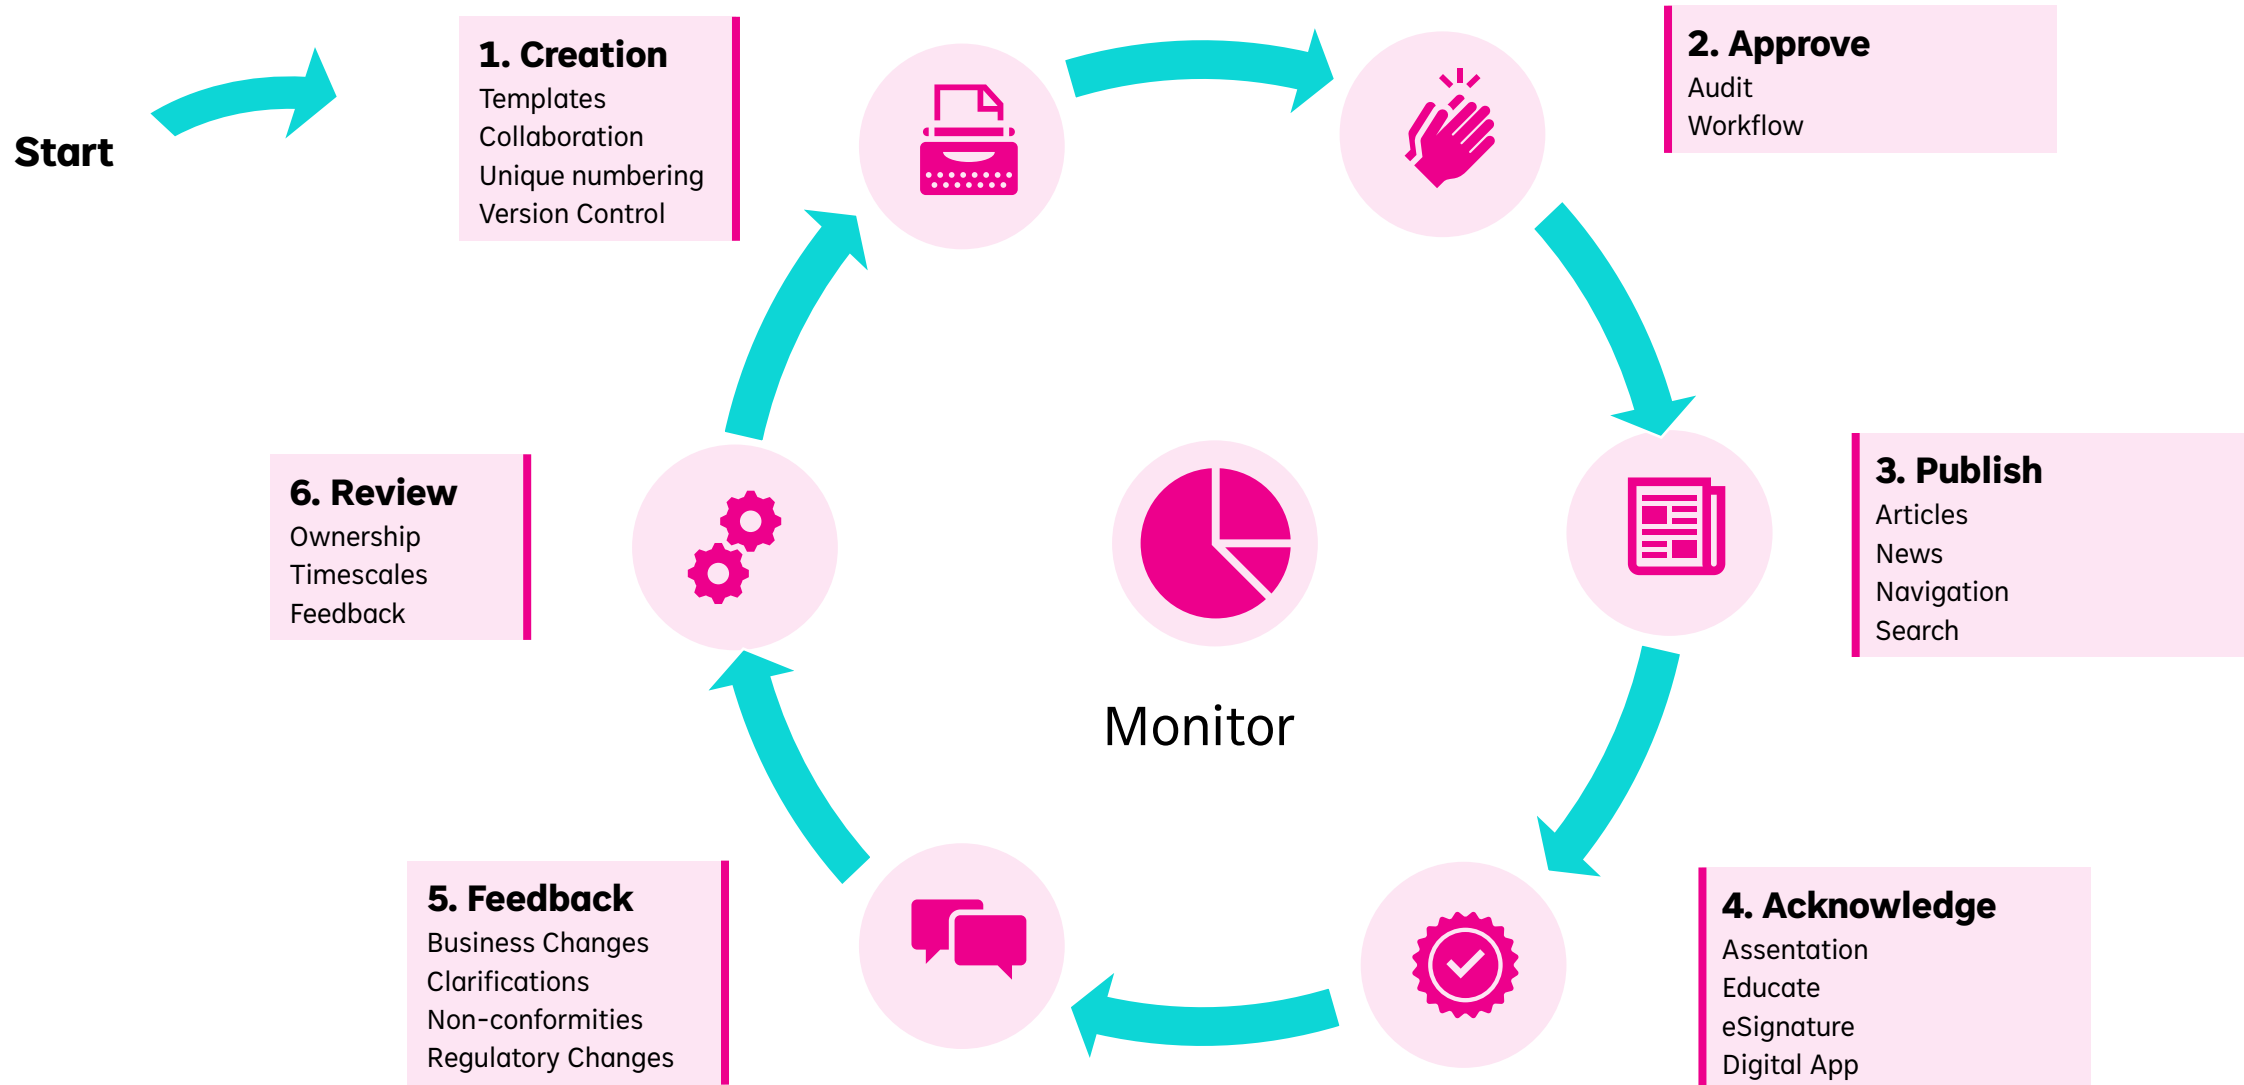 Start
1. Creation
Templates
Collaboration
Unique numbering
Version Control
2. Approve
Audit
Workflow
3. Publish
Articles
News
Navigation
Search
4. Acknowledge
Assentation
Educate
eSignature
Digital App
5. Feedback
Business Changes
Clarifications
Non-conformities
Regulatory Changes
6. Review
Ownership
Timescales
Feedback
Monitor